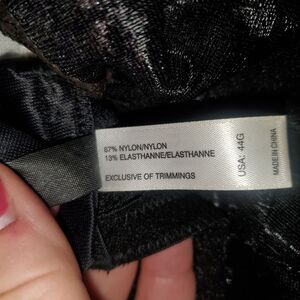 87% NYLON/NYLON
13% ELASTHANNE/ELASTHANNE
EXCLUSIVE OF TRIMMINGS
USA: 44G
MADE IN CHINA